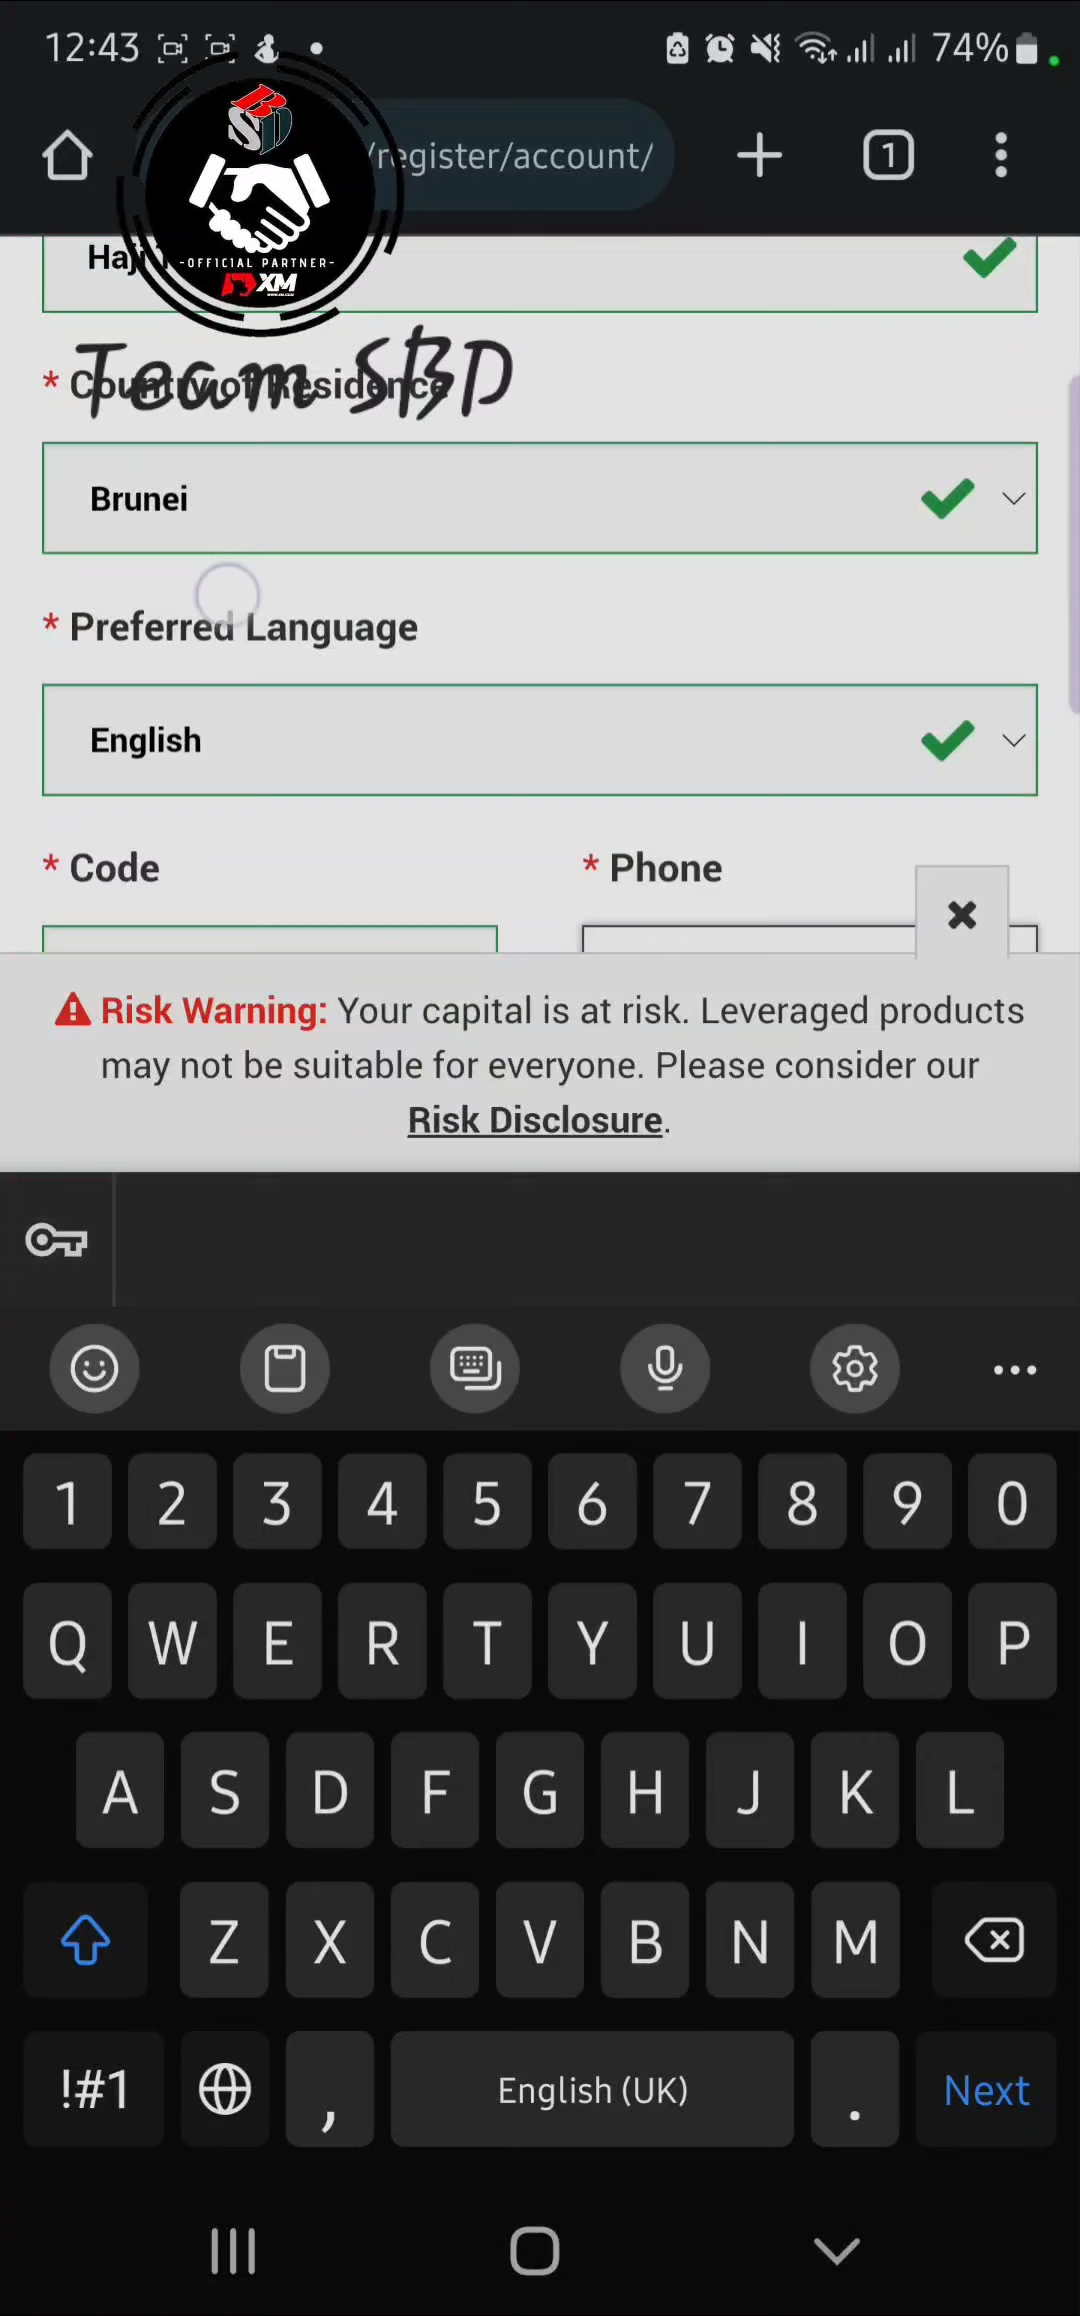 12:43
74%
/register/account/
1
SBD
Haji
-OFFICIAL PARTNER-
XM
Team SBD
* Country of Residence
Brunei
* Preferred Language
English
* Code
* Phone
Risk Warning: Your capital is at risk. Leveraged products
may not be suitable for everyone. Please consider our
Risk Disclosure.
1 2 3 4 5 6 7 8 9 0
Q W E R T Y U I O P
A S D F G H J K L
Z X C V B N M
!#1 , English (UK) . Next